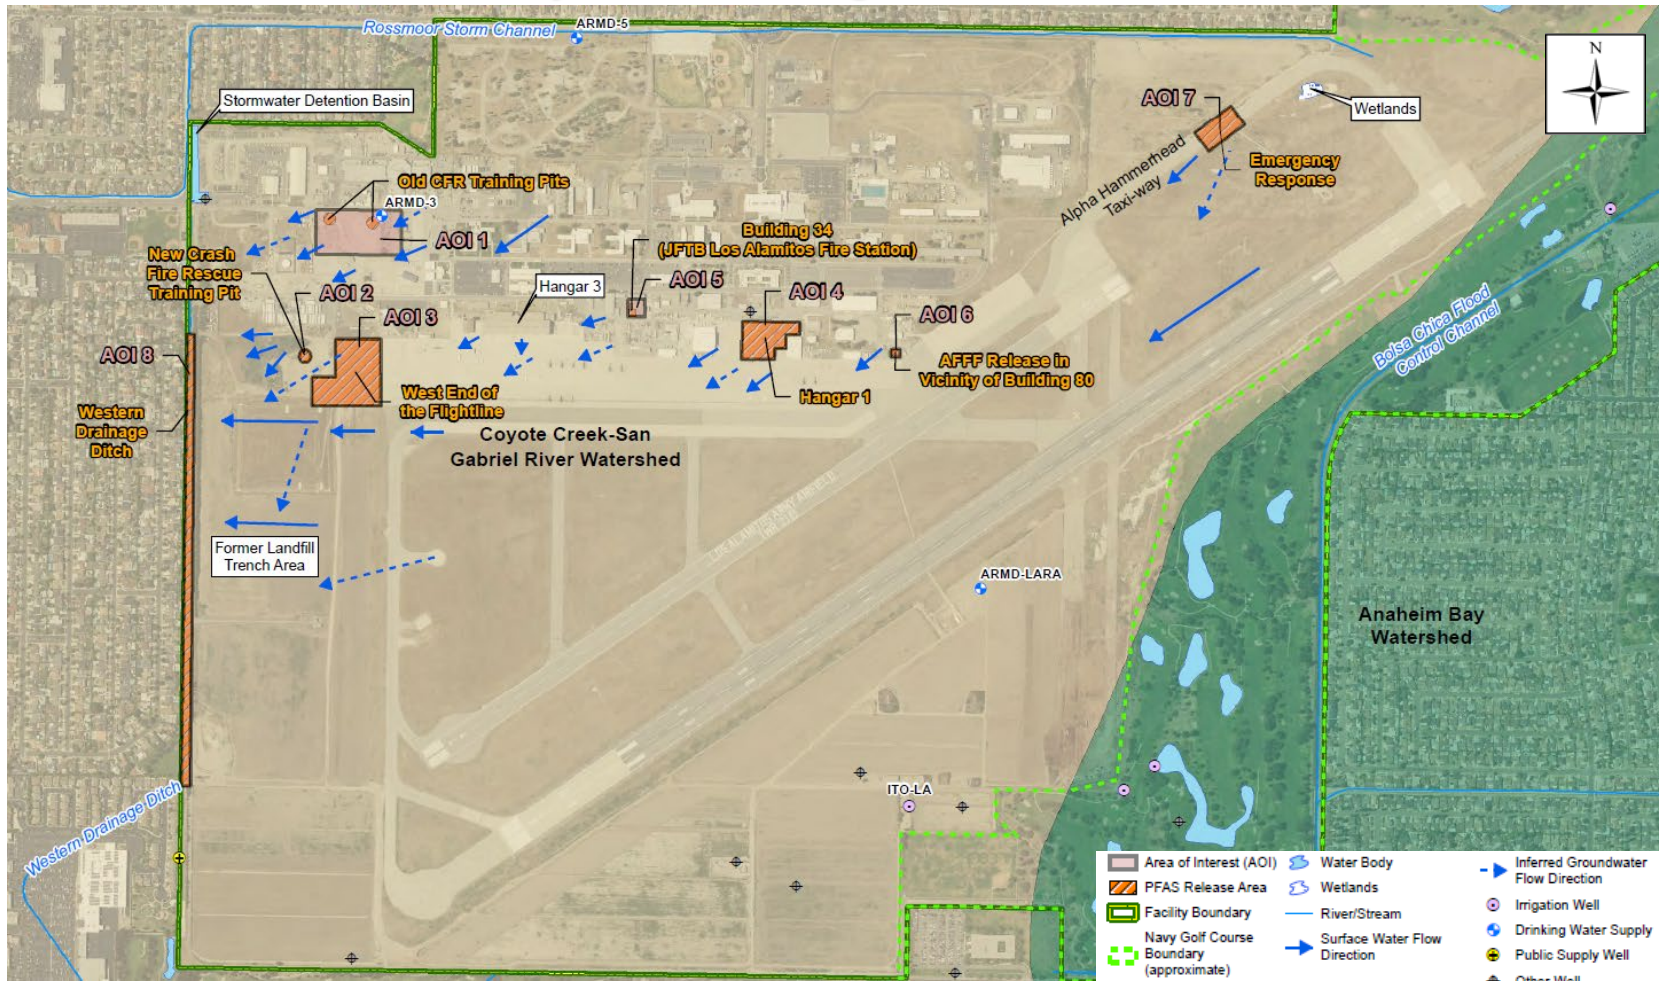 Rossmoor Storm Channel
ARMD-5
N
Stormwater Detention Basin
AOI 7
Wetlands
Emergency
Response
Alpha Hammerhead
Taxi-way
Old CFR Training Pits
ARMD-3
AOI 1
New Crash
Fire Rescue
Training Pit
AOI 2
AOI 3
Hangar 3
Building 34
(JFTB Los Alamitos Fire Station)
AOI 5
AOI 4
AOI 6
AOI 8
AFFF Release in
Vicinity of Building 80
Hangar 1
West End of
the Flightline
Western
Drainage
Ditch
Coyote Creek-San
Gabriel River Watershed
Bolsa Chica Flood
Control Channel
Former Landfill
Trench Area
ARMD-LARA
Anaheim Bay
Watershed
ITO-LA
Western Drainage Ditch
Area of Interest (AOI)
PFAS Release Area
Facility Boundary
Navy Golf Course
Boundary
(approximate)
Water Body
Wetlands
River/Stream
Surface Water Flow
Direction
Inferred Groundwater
Flow Direction
Irrigation Well
Drinking Water Supply
Public Supply Well
Other Well